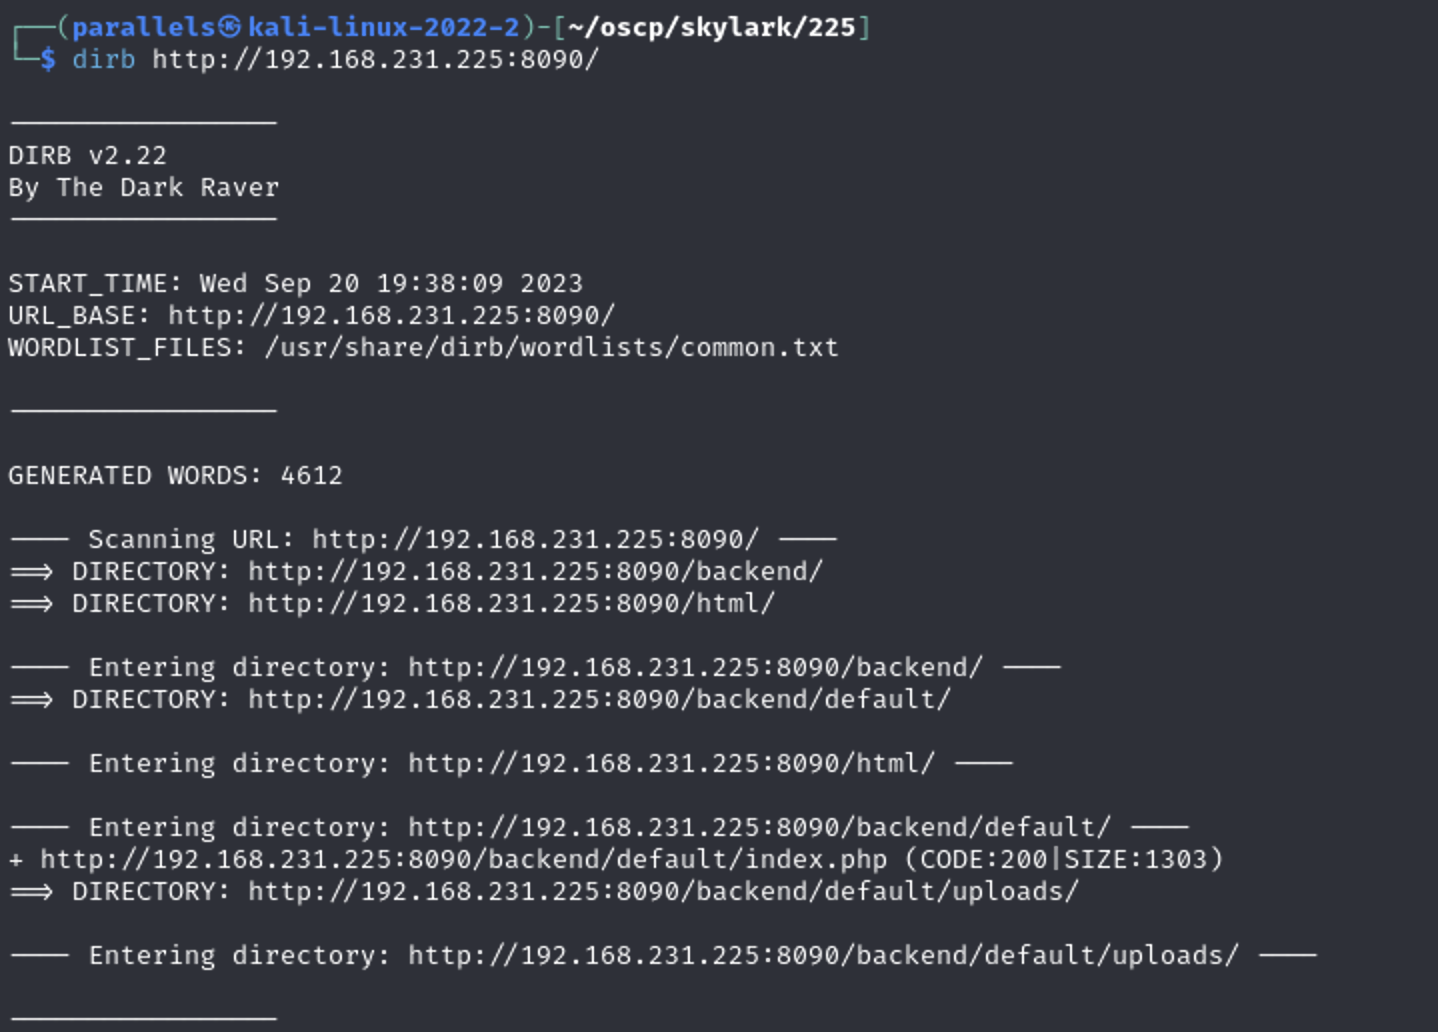 ┌──(parallels㉿kali-linux-2022-2)-[~/oscp/skylark/225]
└─$ dirb http://192.168.231.225:8090/
—————————————————
DIRB v2.22
By The Dark Raver
—————————————————
START_TIME: Wed Sep 20 19:38:09 2023
URL_BASE: http://192.168.231.225:8090/
WORDLIST_FILES: /usr/share/dirb/wordlists/common.txt
—————————————————
GENERATED WORDS: 4612
———— Scanning URL: http://192.168.231.225:8090/ ————
⟹ DIRECTORY: http://192.168.231.225:8090/backend/
⟹ DIRECTORY: http://192.168.231.225:8090/html/
———— Entering directory: http://192.168.231.225:8090/backend/ ————
⟹ DIRECTORY: http://192.168.231.225:8090/backend/default/
———— Entering directory: http://192.168.231.225:8090/html/ ————
———— Entering directory: http://192.168.231.225:8090/backend/default/ ————
+ http://192.168.231.225:8090/backend/default/index.php (CODE:200|SIZE:1303)
⟹ DIRECTORY: http://192.168.231.225:8090/backend/default/uploads/
———— Entering directory: http://192.168.231.225:8090/backend/default/uploads/ ————
—————————————————